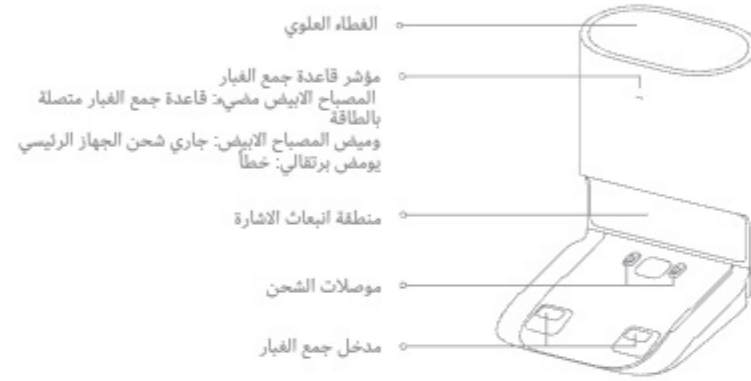 الغطاء العلوي
مؤشر قاعدة جمع الغبار
المصباح الابيض مضيء: قاعدة جمع الغبار متصلة
بالطاقة
وميض المصباح الابيض: جاري شحن الجهاز الرئيسي
يومض برتقالي: خطأ
منطقة انبعاث الاشارة
موصلات الشحن
مدخل جمع الغبار